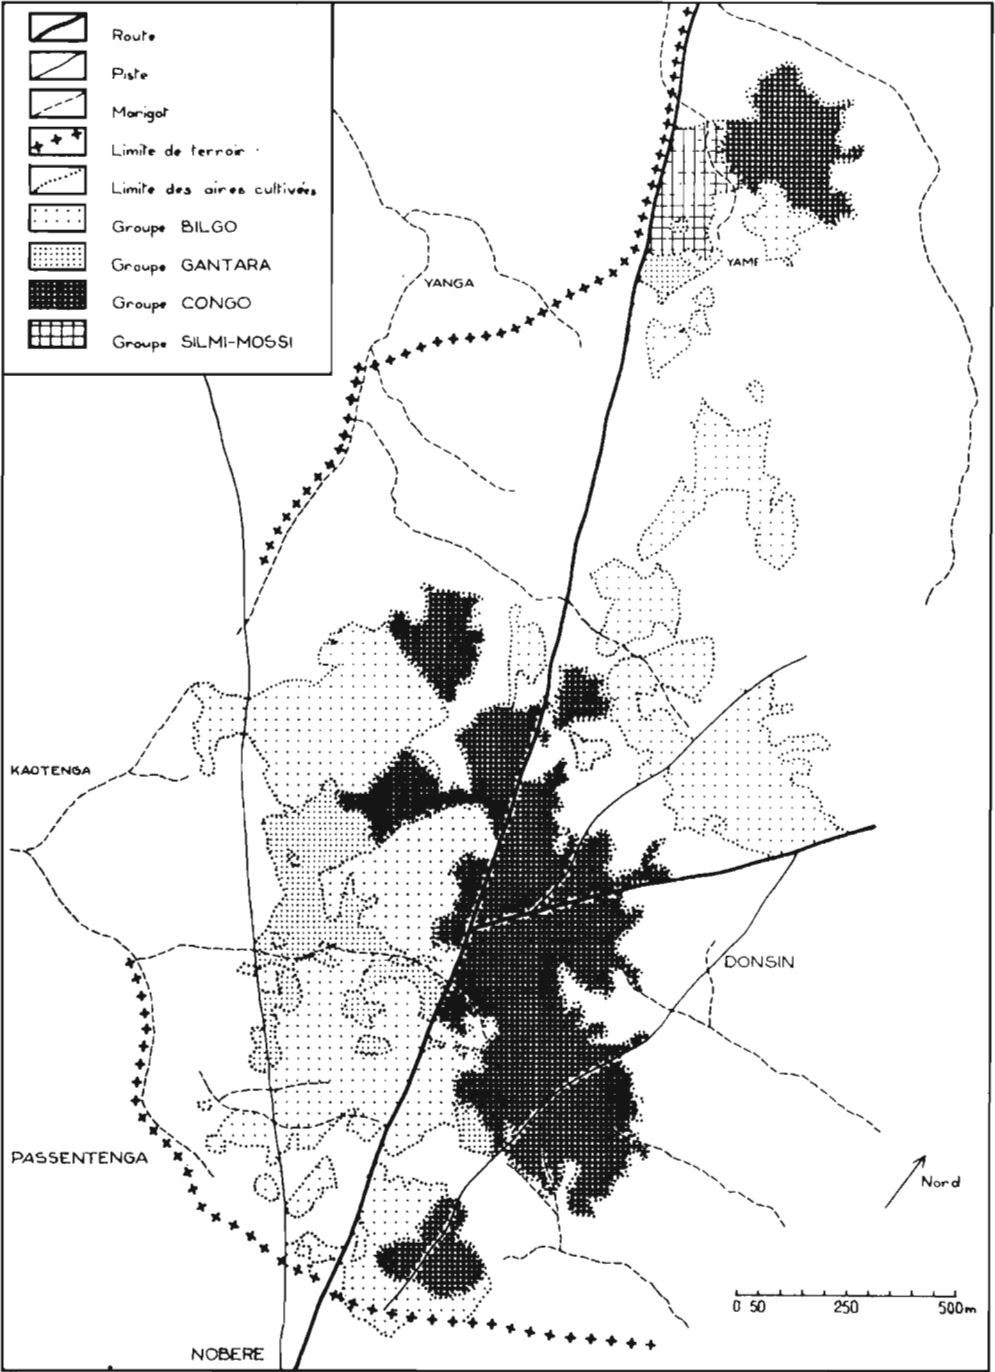 Route
Piste
Marigot
Limite de terroir
Limite des aires cultivées
Groupe BILGO
Groupe GANTARA
Groupe CONGO
Groupe SILMI-MOSSI
YAME
YANGA
KAOTENGA
DONSIN
PASSENTENGA
Nord
0 50 250 500m
NOBERE